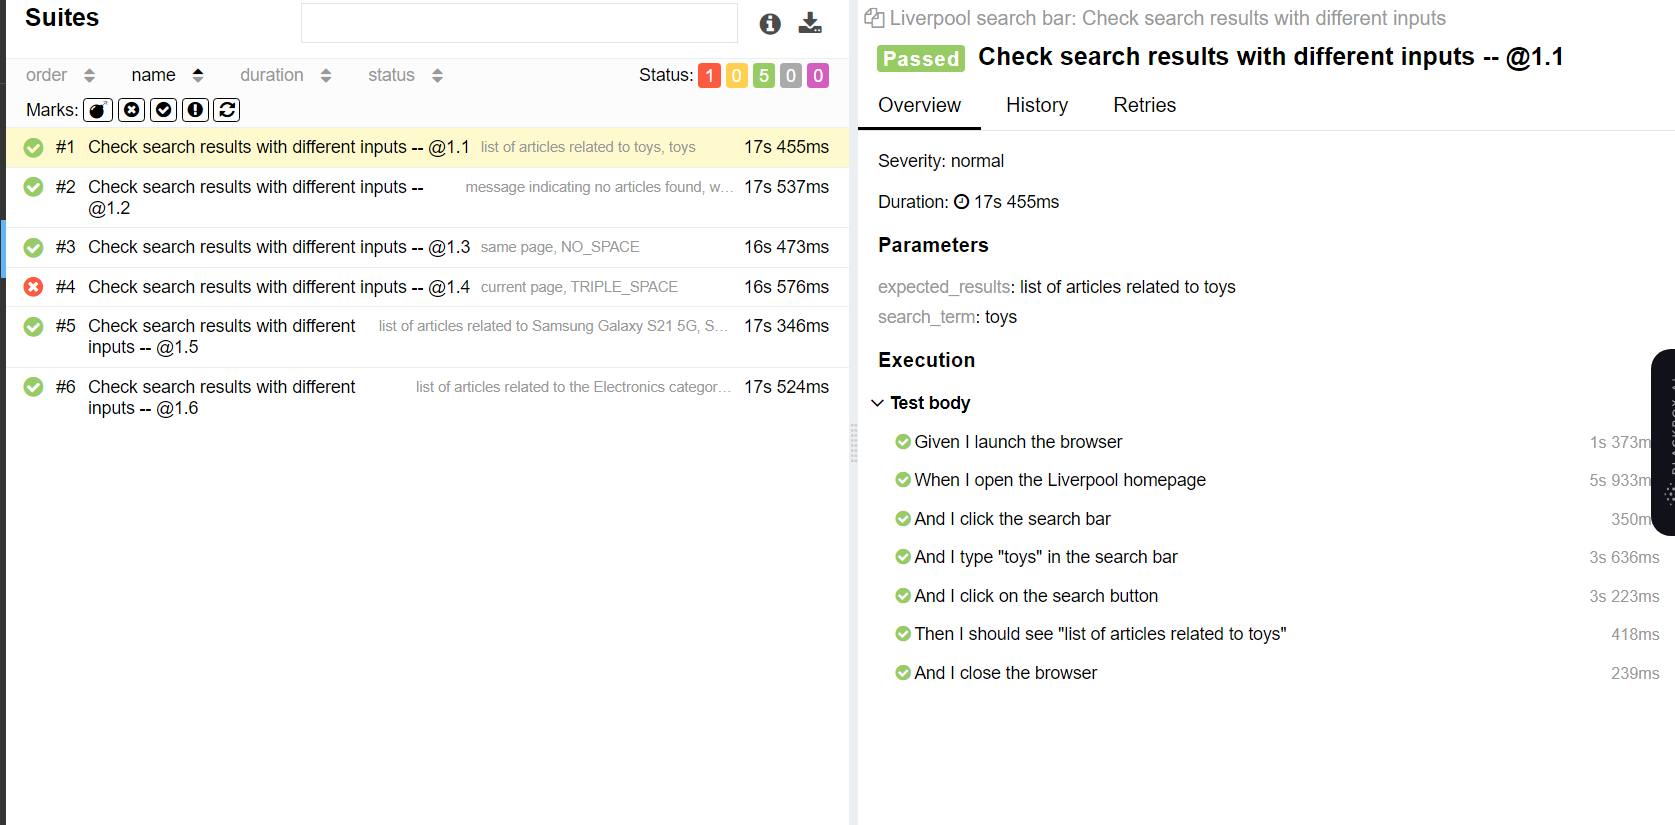 Suites
order name duration status Status: 1 0 5 0 0
Marks:
#1 Check search results with different inputs -- @1.1 list of articles related to toys, toys 17s 455ms
#2 Check search results with different inputs -- message indicating no articles found, w... 17s 537ms
@1.2
#3 Check search results with different inputs -- @1.3 same page, NO_SPACE 16s 473ms
#4 Check search results with different inputs -- @1.4 current page, TRIPLE_SPACE 16s 576ms
#5 Check search results with different list of articles related to Samsung Galaxy S21 5G, S... 17s 346ms
inputs -- @1.5
#6 Check search results with different list of articles related to the Electronics categor... 17s 524ms
inputs -- @1.6
Liverpool search bar: Check search results with different inputs
Passed Check search results with different inputs -- @1.1
Overview History Retries
Severity: normal
Duration: 17s 455ms
Parameters
expected_results: list of articles related to toys
search_term: toys
Execution
Test body
Given I launch the browser 1s 373m
When I open the Liverpool homepage 5s 933m
And I click the search bar 350m
And I type "toys" in the search bar 3s 636ms
And I click on the search button 3s 223ms
Then I should see "list of articles related to toys" 418ms
And I close the browser 239ms